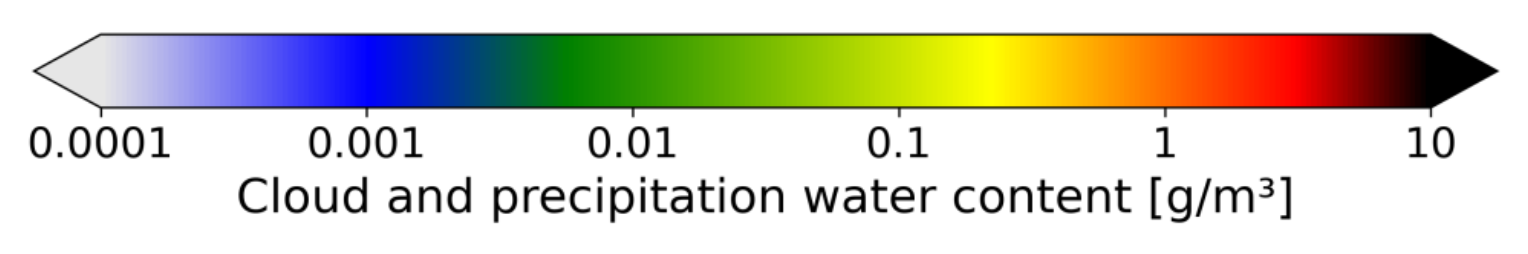 0.0001 0.001 0.01 0.1 1 10
Cloud and precipitation water content [g/m³]